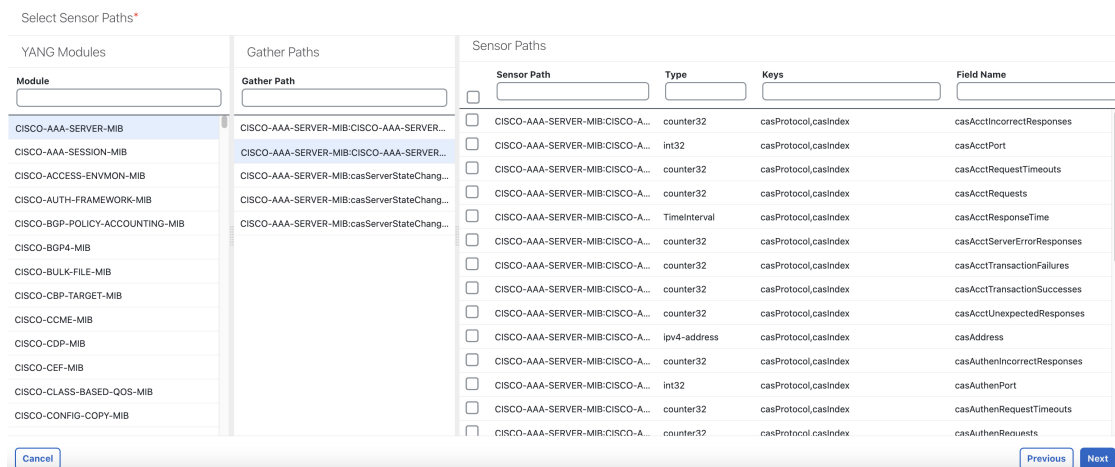 Select Sensor Paths*
YANG Modules
Gather Paths
Sensor Paths
Module
Gather Path
Sensor Path Type Keys Field Name
CISCO-AAA-SERVER-MIB
CISCO-AAA-SESSION-MIB
CISCO-ACCESS-ENVMON-MIB
CISCO-AUTH-FRAMEWORK-MIB
CISCO-BGP-POLICY-ACCOUNTING-MIB
CISCO-BGP4-MIB
CISCO-BULK-FILE-MIB
CISCO-CBP-TARGET-MIB
CISCO-CCME-MIB
CISCO-CDP-MIB
CISCO-CEF-MIB
CISCO-CLASS-BASED-QOS-MIB
CISCO-CONFIG-COPY-MIB
CISCO-AAA-SERVER-MIB:CISCO-AAA-SERVER...
CISCO-AAA-SERVER-MIB:CISCO-AAA-SERVER...
CISCO-AAA-SERVER-MIB:casServerStateChang...
CISCO-AAA-SERVER-MIB:casServerStateChang...
CISCO-AAA-SERVER-MIB:casServerStateChang...
CISCO-AAA-SERVER-MIB:CISCO-A... counter32 casProtocol,casIndex casAcctIncorrectResponses
CISCO-AAA-SERVER-MIB:CISCO-A... int32 casProtocol,casIndex casAcctPort
CISCO-AAA-SERVER-MIB:CISCO-A... counter32 casProtocol,casIndex casAcctRequestTimeouts
CISCO-AAA-SERVER-MIB:CISCO-A... counter32 casProtocol,casIndex casAcctRequests
CISCO-AAA-SERVER-MIB:CISCO-A... TimeInterval casProtocol,casIndex casAcctResponseTime
CISCO-AAA-SERVER-MIB:CISCO-A... counter32 casProtocol,casIndex casAcctServerErrorResponses
CISCO-AAA-SERVER-MIB:CISCO-A... counter32 casProtocol,casIndex casAcctTransactionFailures
CISCO-AAA-SERVER-MIB:CISCO-A... counter32 casProtocol,casIndex casAcctTransactionSuccesses
CISCO-AAA-SERVER-MIB:CISCO-A... counter32 casProtocol,casIndex casAcctUnexpectedResponses
CISCO-AAA-SERVER-MIB:CISCO-A... ipv4-address casProtocol,casIndex casAddress
CISCO-AAA-SERVER-MIB:CISCO-A... counter32 casProtocol,casIndex casAuthenIncorrectResponses
CISCO-AAA-SERVER-MIB:CISCO-A... int32 casProtocol,casIndex casAuthenPort
CISCO-AAA-SERVER-MIB:CISCO-A... counter32 casProtocol,casIndex casAuthenRequestTimeouts
CISCO-AAA-SERVER-MIB:CISCO-A... counter32 casProtocol,casIndex casAuthenRequests
Cancel
Previous
Next